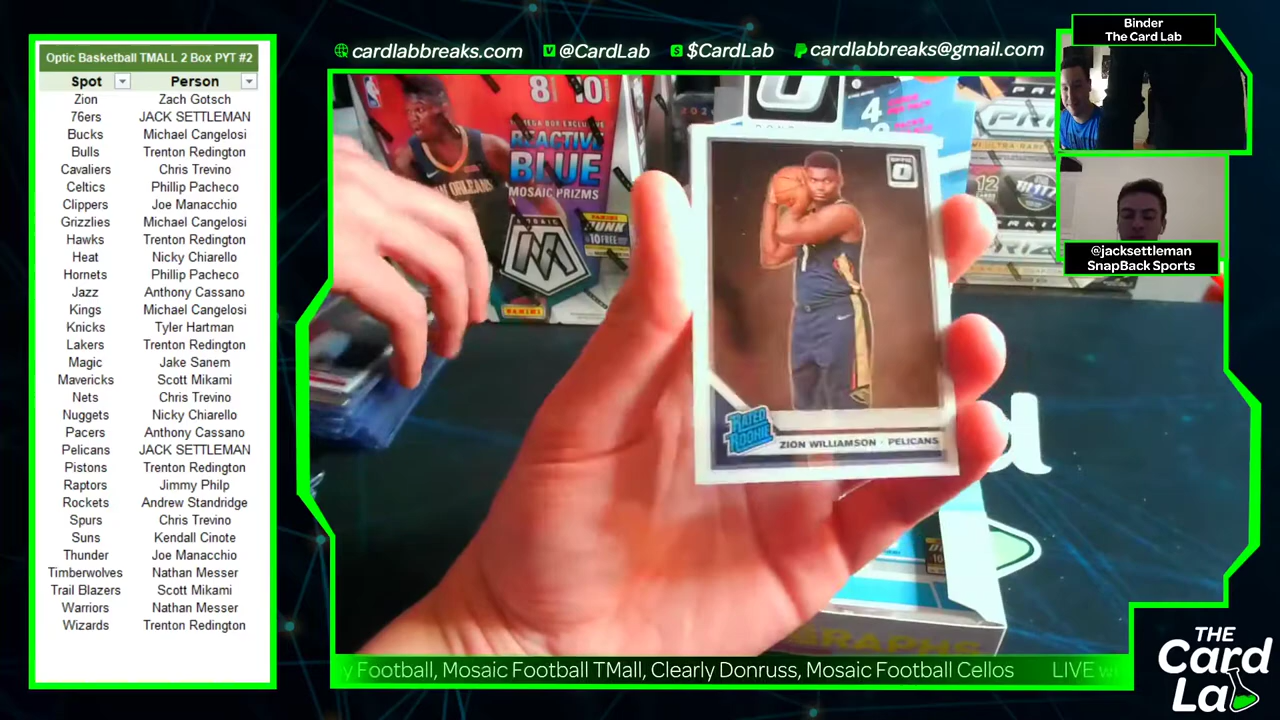 Optic Basketball TMALL 2 Box PYT #2
Spot Person
Zion Zach Gotsch
76ers JACK SETTLEMAN
Bucks Michael Cangelosi
Bulls Trenton Redington
Cavaliers Chris Trevino
Celtics Phillip Pacheco
Clippers Joe Manacchio
Grizzlies Michael Cangelosi
Hawks Trenton Redington
Heat Nicky Chiarello
Hornets Phillip Pacheco
Jazz Anthony Cassano
Kings Michael Cangelosi
Knicks Tyler Hartman
Lakers Trenton Redington
Magic Jake Sanem
Mavericks Scott Mikami
Nets Chris Trevino
Nuggets Nicky Chiarello
Pacers Anthony Cassano
Pelicans JACK SETTLEMAN
Pistons Trenton Redington
Raptors Jimmy Philp
Rockets Andrew Standridge
Spurs Chris Trevino
Suns Kendall Cinote
Thunder Joe Manacchio
Timberwolves Nathan Messer
Trail Blazers Scott Mikami
Warriors Nathan Messer
Wizards Trenton Redington
cardlabbreaks.com @CardLab $CardLab cardlabbreaks@gmail.com
Binder
The Card Lab
@jacksettleman
SnapBack Sports
REACTIVE
BLUE
MOSAIC PRIZMS
PANINI
12
RATED
ROOKIE
ZION WILLIAMSON - PELICANS
y Football, Mosaic Football TMall, Clearly Donruss, Mosaic Football Cellos LIVE w
THE
Card
Lab